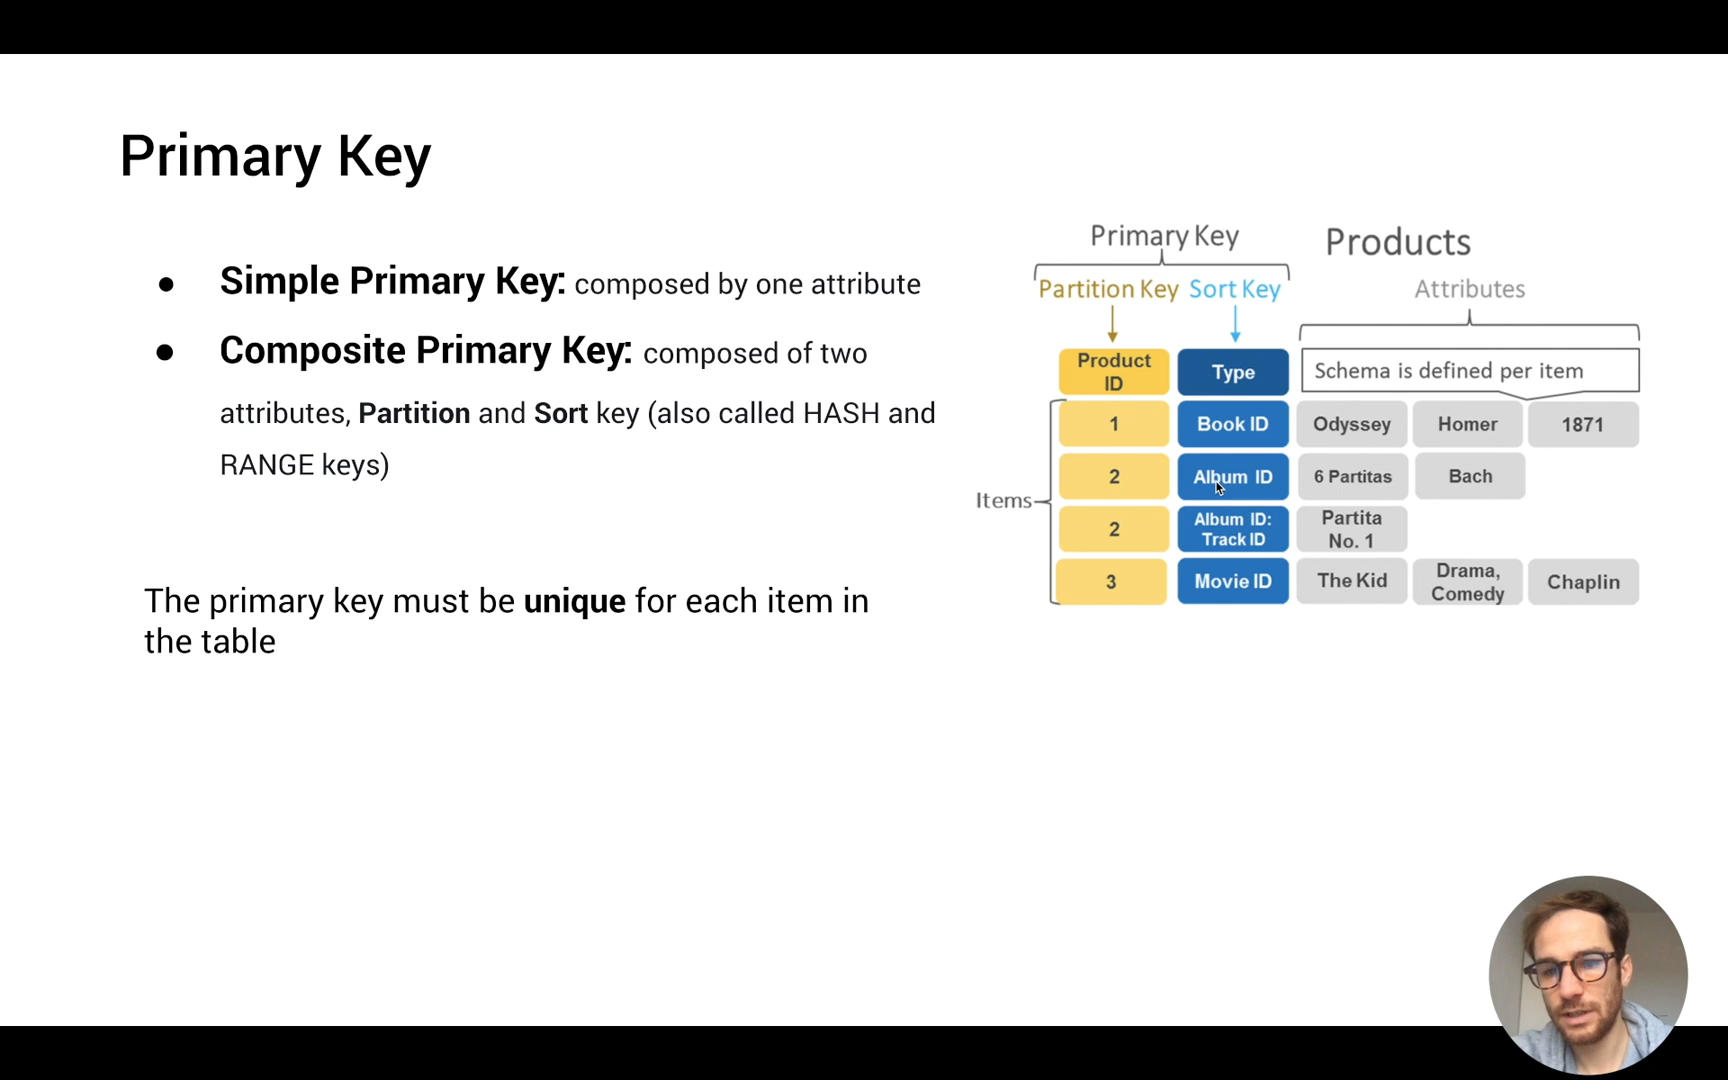 Primary Key
● Simple Primary Key: composed by one attribute
● Composite Primary Key: composed of two
attributes, Partition and Sort key (also called HASH and
RANGE keys)
The primary key must be unique for each item in
the table
Primary Key
Products
Partition Key Sort Key
Attributes
Product
ID
Type
Schema is defined per item
Items
1 Book ID Odyssey Homer 1871
2 Album ID 6 Partitas Bach
2 Album ID:
Track ID
Partita
No. 1
3 Movie ID The Kid Drama,
Comedy
Chaplin